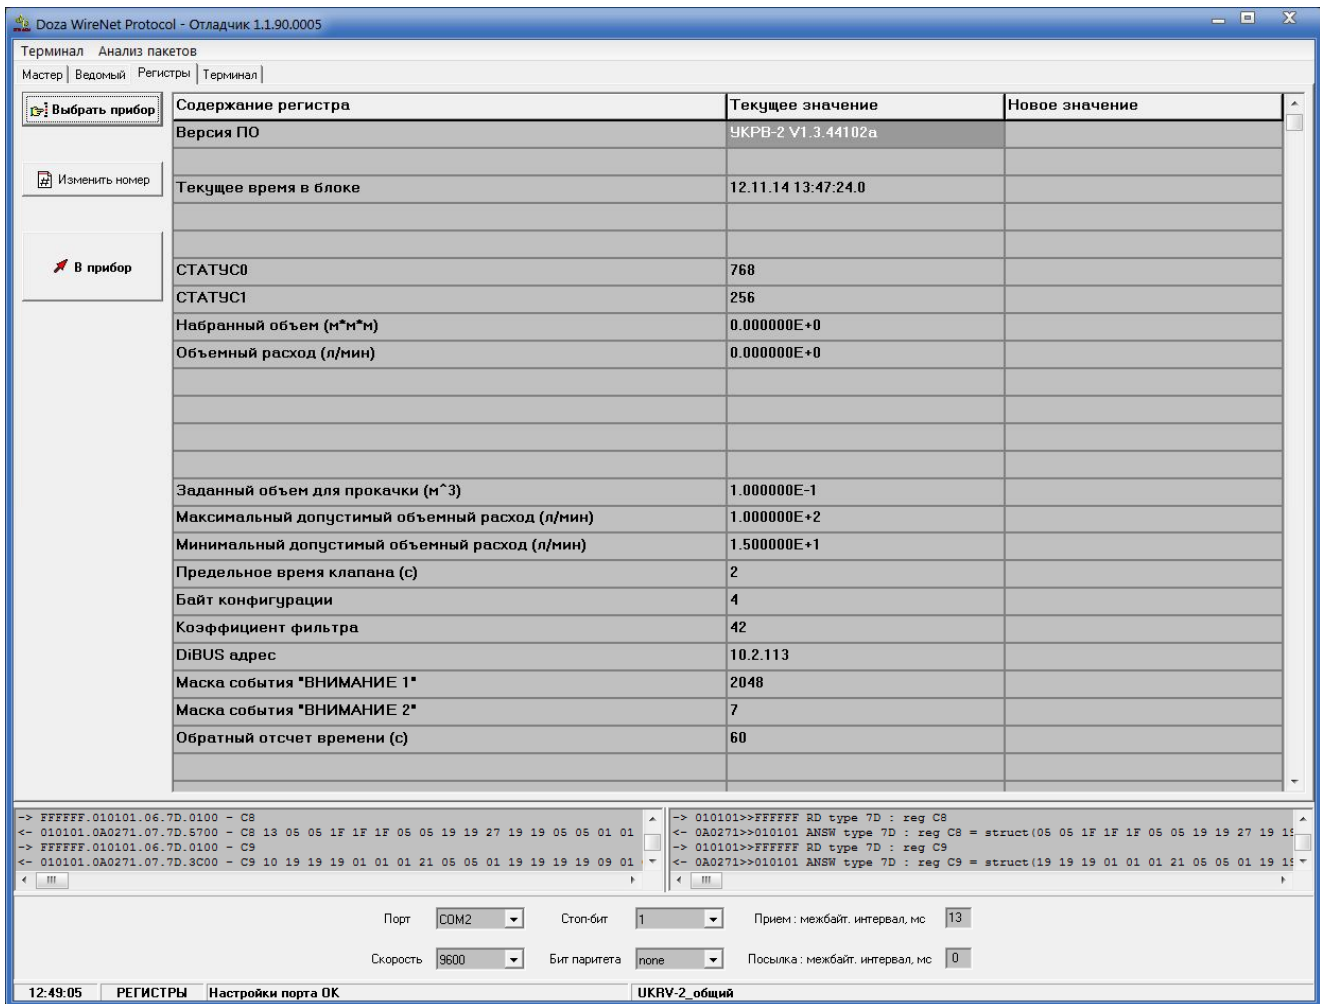 Doza WireNet Protocol - Отладчик 1.1.90.0005
Терминал Анализ пакетов
Мастер Ведомый Регистры Терминал
Выбрать прибор
Изменить номер
В прибор
Содержание регистра Текущее значение Новое значение
Версия ПО УКРВ-2 V1.3.44102a
Текущее время в блоке 12.11.14 13:47:24.0
СТАТУС0 768
СТАТУС1 256
Набранный объем (м*м*м) 0.000000E+0
Объемный расход (л/мин) 0.000000E+0
Заданный объем для прокачки (м^3) 1.000000E-1
Максимальный допустимый объемный расход (л/мин) 1.000000E+2
Минимальный допустимый объемный расход (л/мин) 1.500000E+1
Предельное время клапана (с) 2
Байт конфигурации 4
Коэффициент фильтра 42
DiBUS адрес 10.2.113
Маска события "ВНИМАНИЕ 1" 2048
Маска события "ВНИМАНИЕ 2" 7
Обратный отсчет времени (с) 60
-> FFFFFF.010101.06.7D.0100 - C8
<- 010101.0A0271.07.7D.5700 - C8 13 05 05 1F 1F 1F 05 05 19 19 27 19 19 05 05 01 01
-> FFFFFF.010101.06.7D.0100 - C9
<- 010101.0A0271.07.7D.3C00 - C9 10 19 19 19 01 01 01 21 05 05 01 19 19 19 19 09 01
-> 010101>>FFFFFF RD type 7D : reg C8
<- 0A0271>>010101 ANSW type 7D : reg C8 = struct(05 05 1F 1F 1F 05 05 19 19 27 19
-> 010101>>FFFFFF RD type 7D : reg C9
<- 0A0271>>010101 ANSW type 7D : reg C9 = struct(19 19 19 01 01 01 21 05 05 01 19
Порт COM2 Стоп-бит 1 Прием : межбайт. интервал, мс 13
Скорость 9600 Бит паритета none Посылка : межбайт. интервал, мс 0
12:49:05 РЕГИСТРЫ Настройки порта ОК UKRV-2_общий